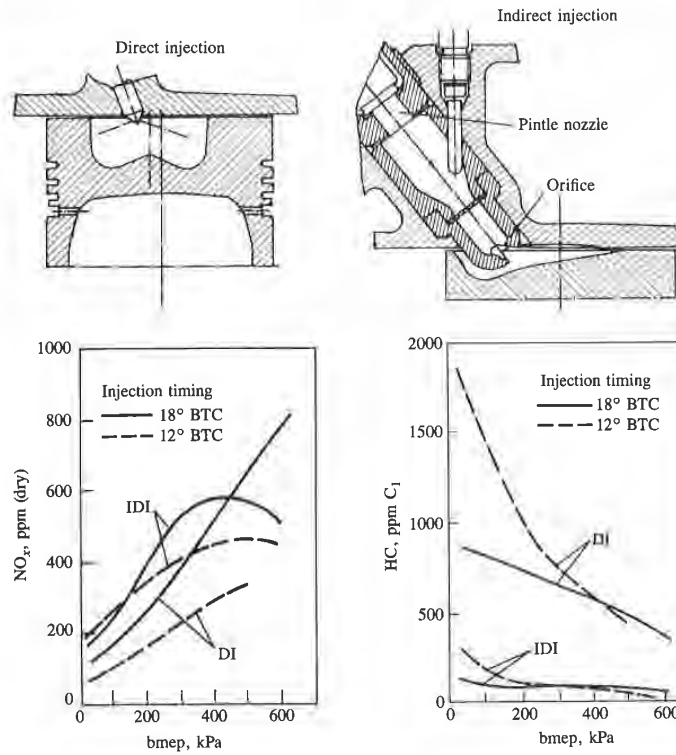 Direct injection
Indirect injection
Pintle nozzle
Orifice
1000
800
600
400
200
0
NOx, ppm (dry)
Injection timing
18° BTC
12° BTC
IDI
DI
0
200
400
600
bmep, kPa
2000
1500
1000
500
0
HC, ppm C1
Injection timing
18° BTC
12° BTC
DI
IDI
0
200
400
600
bmep, kPa